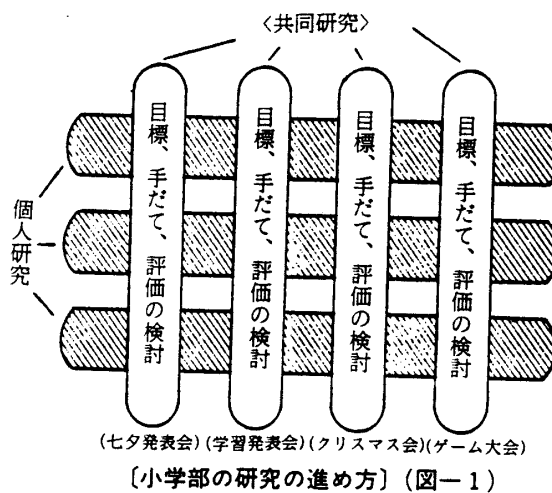 〈共同研究〉
目標、手だて、評価の検討
目標、手だて、評価の検討
目標、手だて、評価の検討
目標、手だて、評価の検討
個人研究
(七夕発表会) (学習発表会) (クリスマス会) (ゲーム大会)
〔小学部の研究の進め方〕 (図―1)